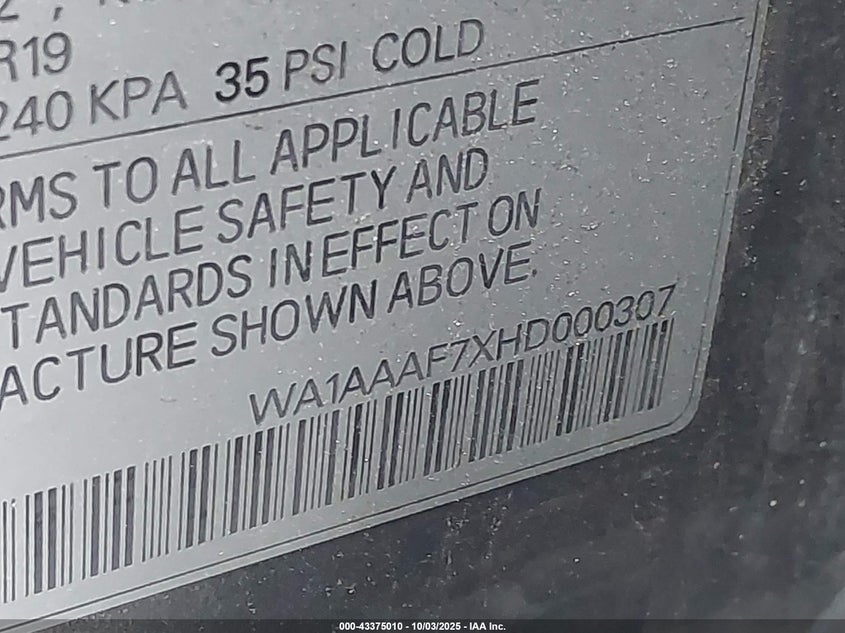 R19
240 KPA 35 PSI COLD
RMS TO ALL APPLICABLE
VEHICLE SAFETY AND
STANDARDS IN EFFECT ON
ACTURE SHOWN ABOVE.
WA1AAAF7XHD000307
000-43375010 - 10/03/2025 - IAA Inc.